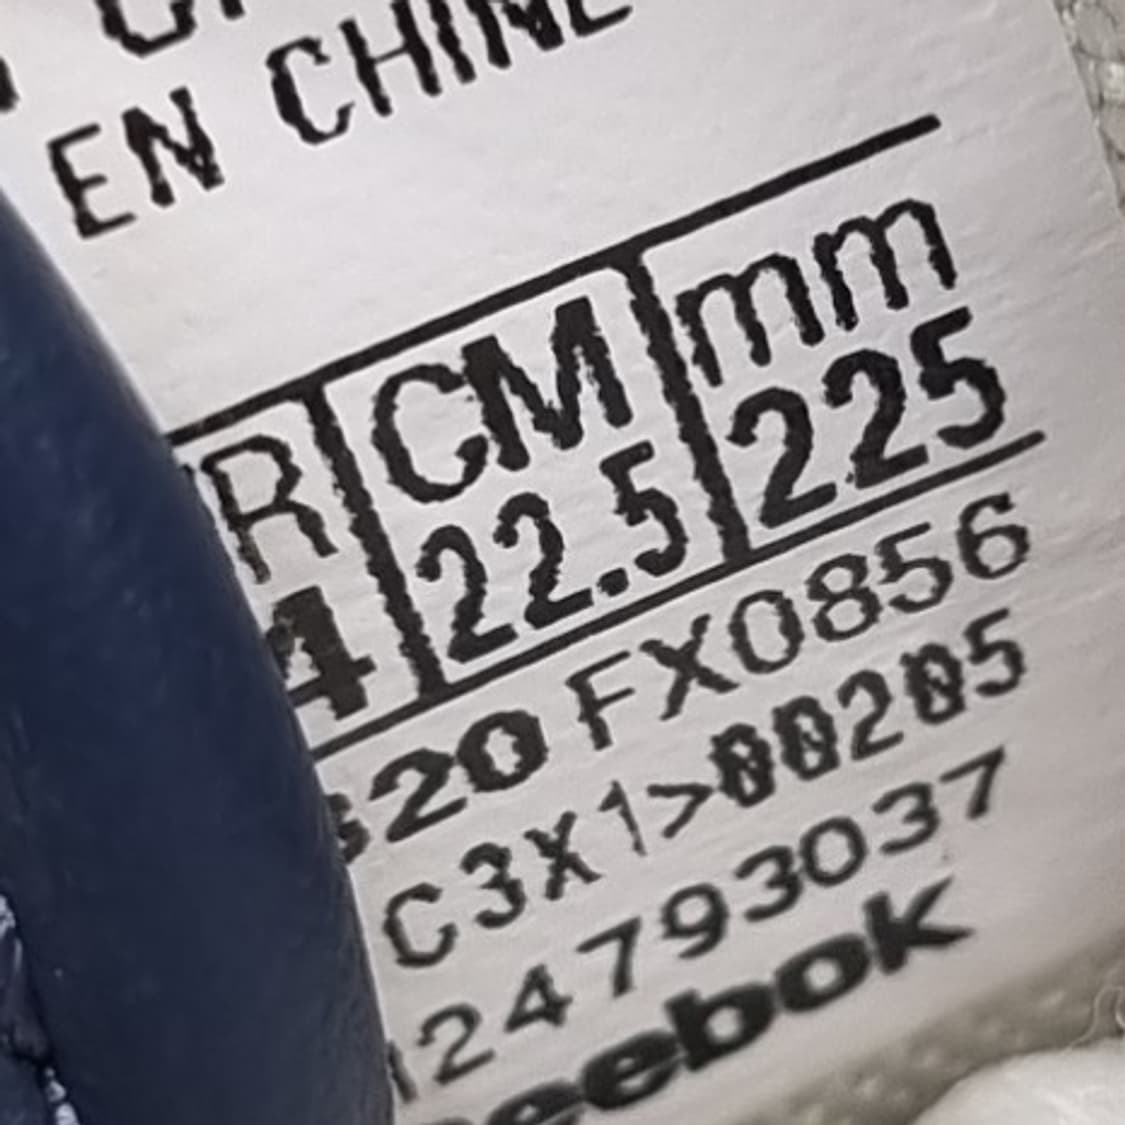 EN CHINE
R CM mm
4 22.5 225
20 FX0856
C3X1>00205
24793037
eebok